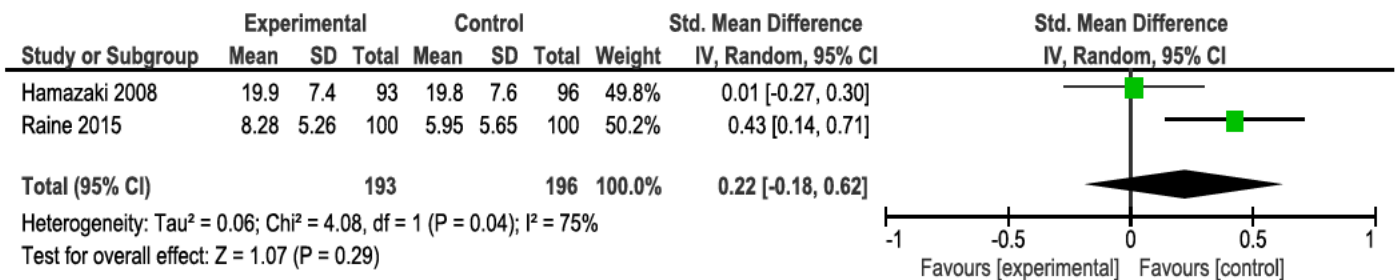 Experimental Control Std. Mean Difference Std. Mean Difference
Study or Subgroup Mean SD Total Mean SD Total Weight IV, Random, 95% CI IV, Random, 95% CI
Hamazaki 2008 19.9 7.4 93 19.8 7.6 96 49.8% 0.01 [-0.27, 0.30]
Raine 2015 8.28 5.26 100 5.95 5.65 100 50.2% 0.43 [0.14, 0.71]
Total (95% CI) 193 196 100.0% 0.22 [-0.18, 0.62]
Heterogeneity: Tau² = 0.06; Chi² = 4.08, df = 1 (P = 0.04); I² = 75%
Test for overall effect: Z = 1.07 (P = 0.29)
-1 -0.5 0 0.5 1
Favours [experimental] Favours [control]